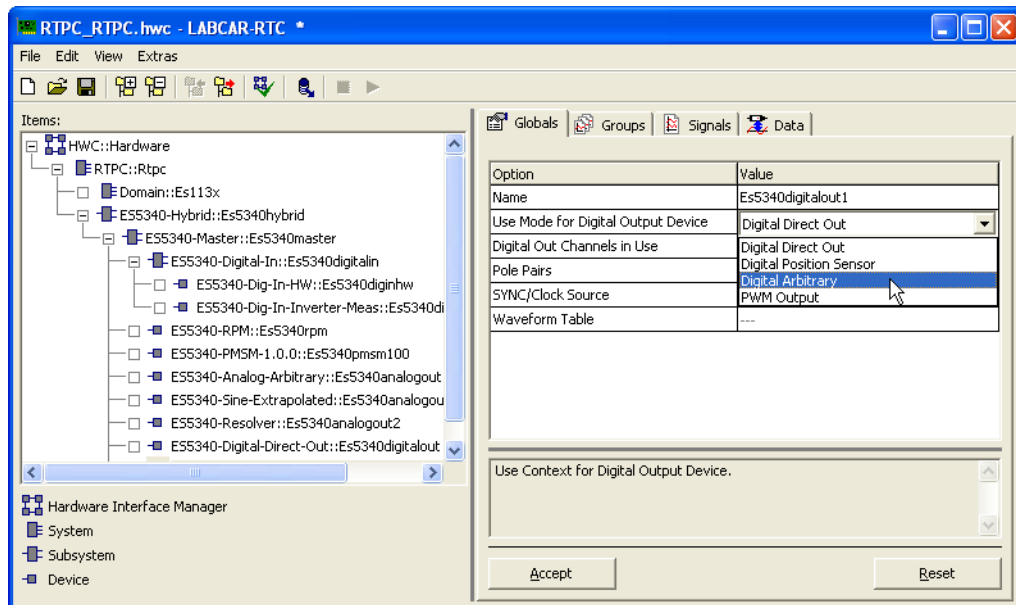 RTPC_RTPC.hwc - LABCAR-RTC *
File Edit View Extras
Items:
HWC::Hardware
RTPC::Rtpc
Domain::Es113x
ES5340-Hybrid::Es5340hybrid
ES5340-Master::Es5340master
ES5340-Digital-In::Es5340digitalin
ES5340-Dig-In-HW::Es5340diginhw
ES5340-Dig-In-Inverter-Meas::Es5340di
ES5340-RPM::Es5340rpm
ES5340-PMSM-1.0.0::Es5340pmsm100
ES5340-Analog-Arbitrary::Es5340analogout
ES5340-Sine-Extrapolated::Es5340analogou
ES5340-Resolver::Es5340analogout2
ES5340-Digital-Direct-Out::Es5340digitalout
Hardware Interface Manager
System
Subsystem
Device
Globals Groups Signals Data
Option Value
Name Es5340digitalout1
Use Mode for Digital Output Device Digital Direct Out
Digital Out Channels in Use
Pole Pairs
SYNC/Clock Source
Waveform Table ---
Digital Direct Out
Digital Position Sensor
Digital Arbitrary
PWM Output
Use Context for Digital Output Device.
Accept Reset